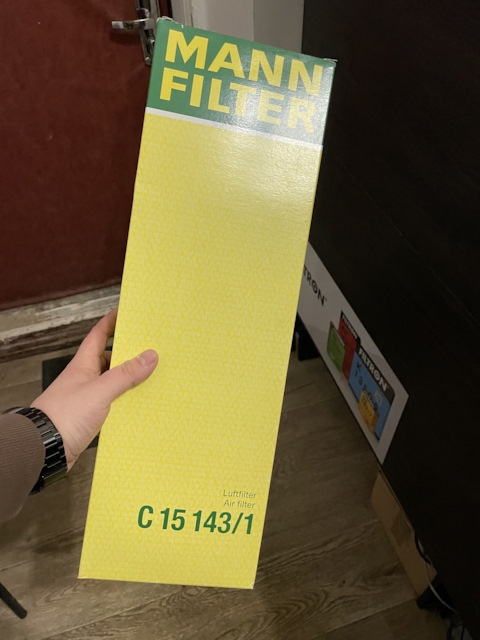 MANN
FILTER
Luftfilter
Air filter
C 15 143/1